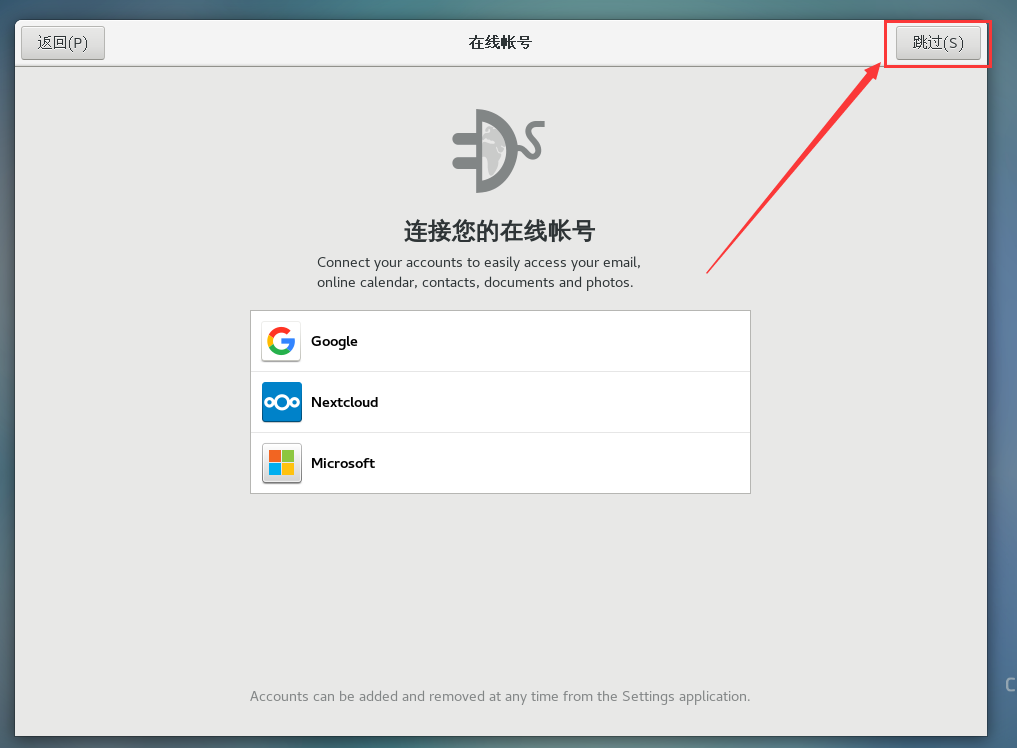 返回(P)
在线帐号
跳过(S)
连接您的在线帐号
Connect your accounts to easily access your email,
online calendar, contacts, documents and photos.
Google
Nextcloud
Microsoft
Accounts can be added and removed at any time from the Settings application.